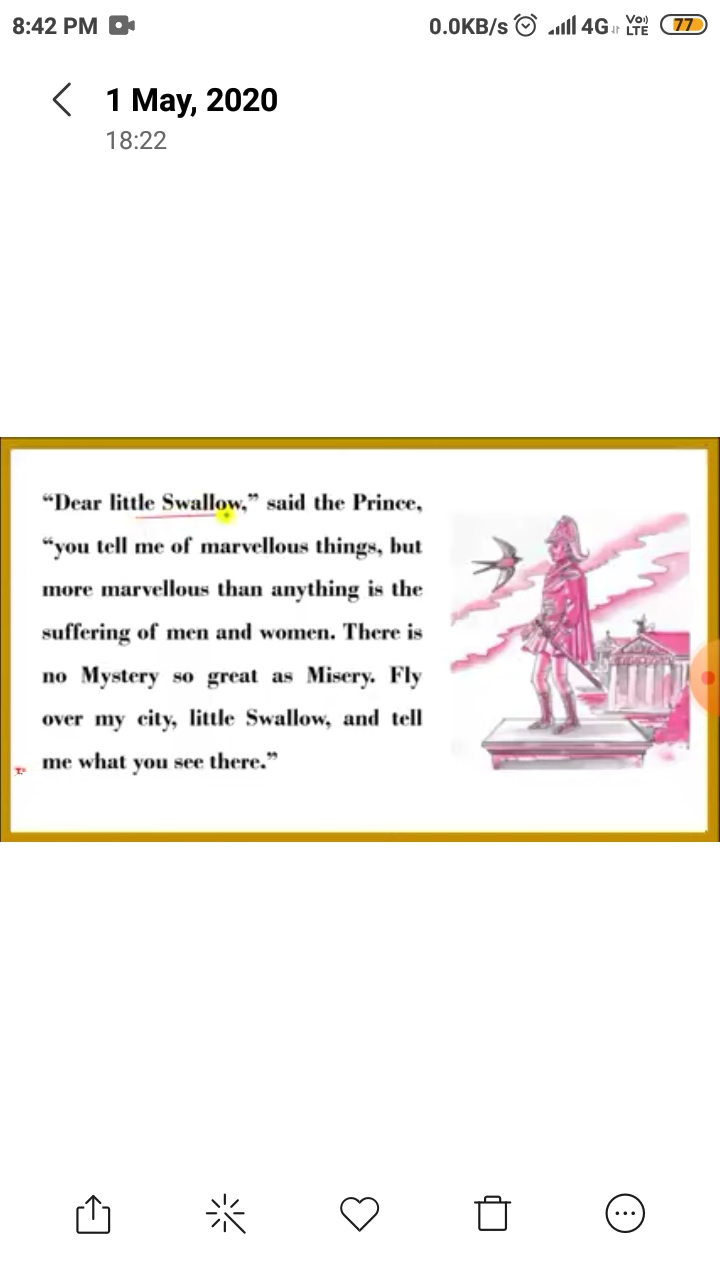 8:42 PM 0.0KB/s 4G Vo) LTE 77
1 May, 2020
18:22
“Dear little Swallow,” said the Prince,
“you tell me of marvellous things, but
more marvellous than anything is the
suffering of men and women. There is
no Mystery so great as Misery. Fly
over my city, little Swallow, and tell
me what you see there.”